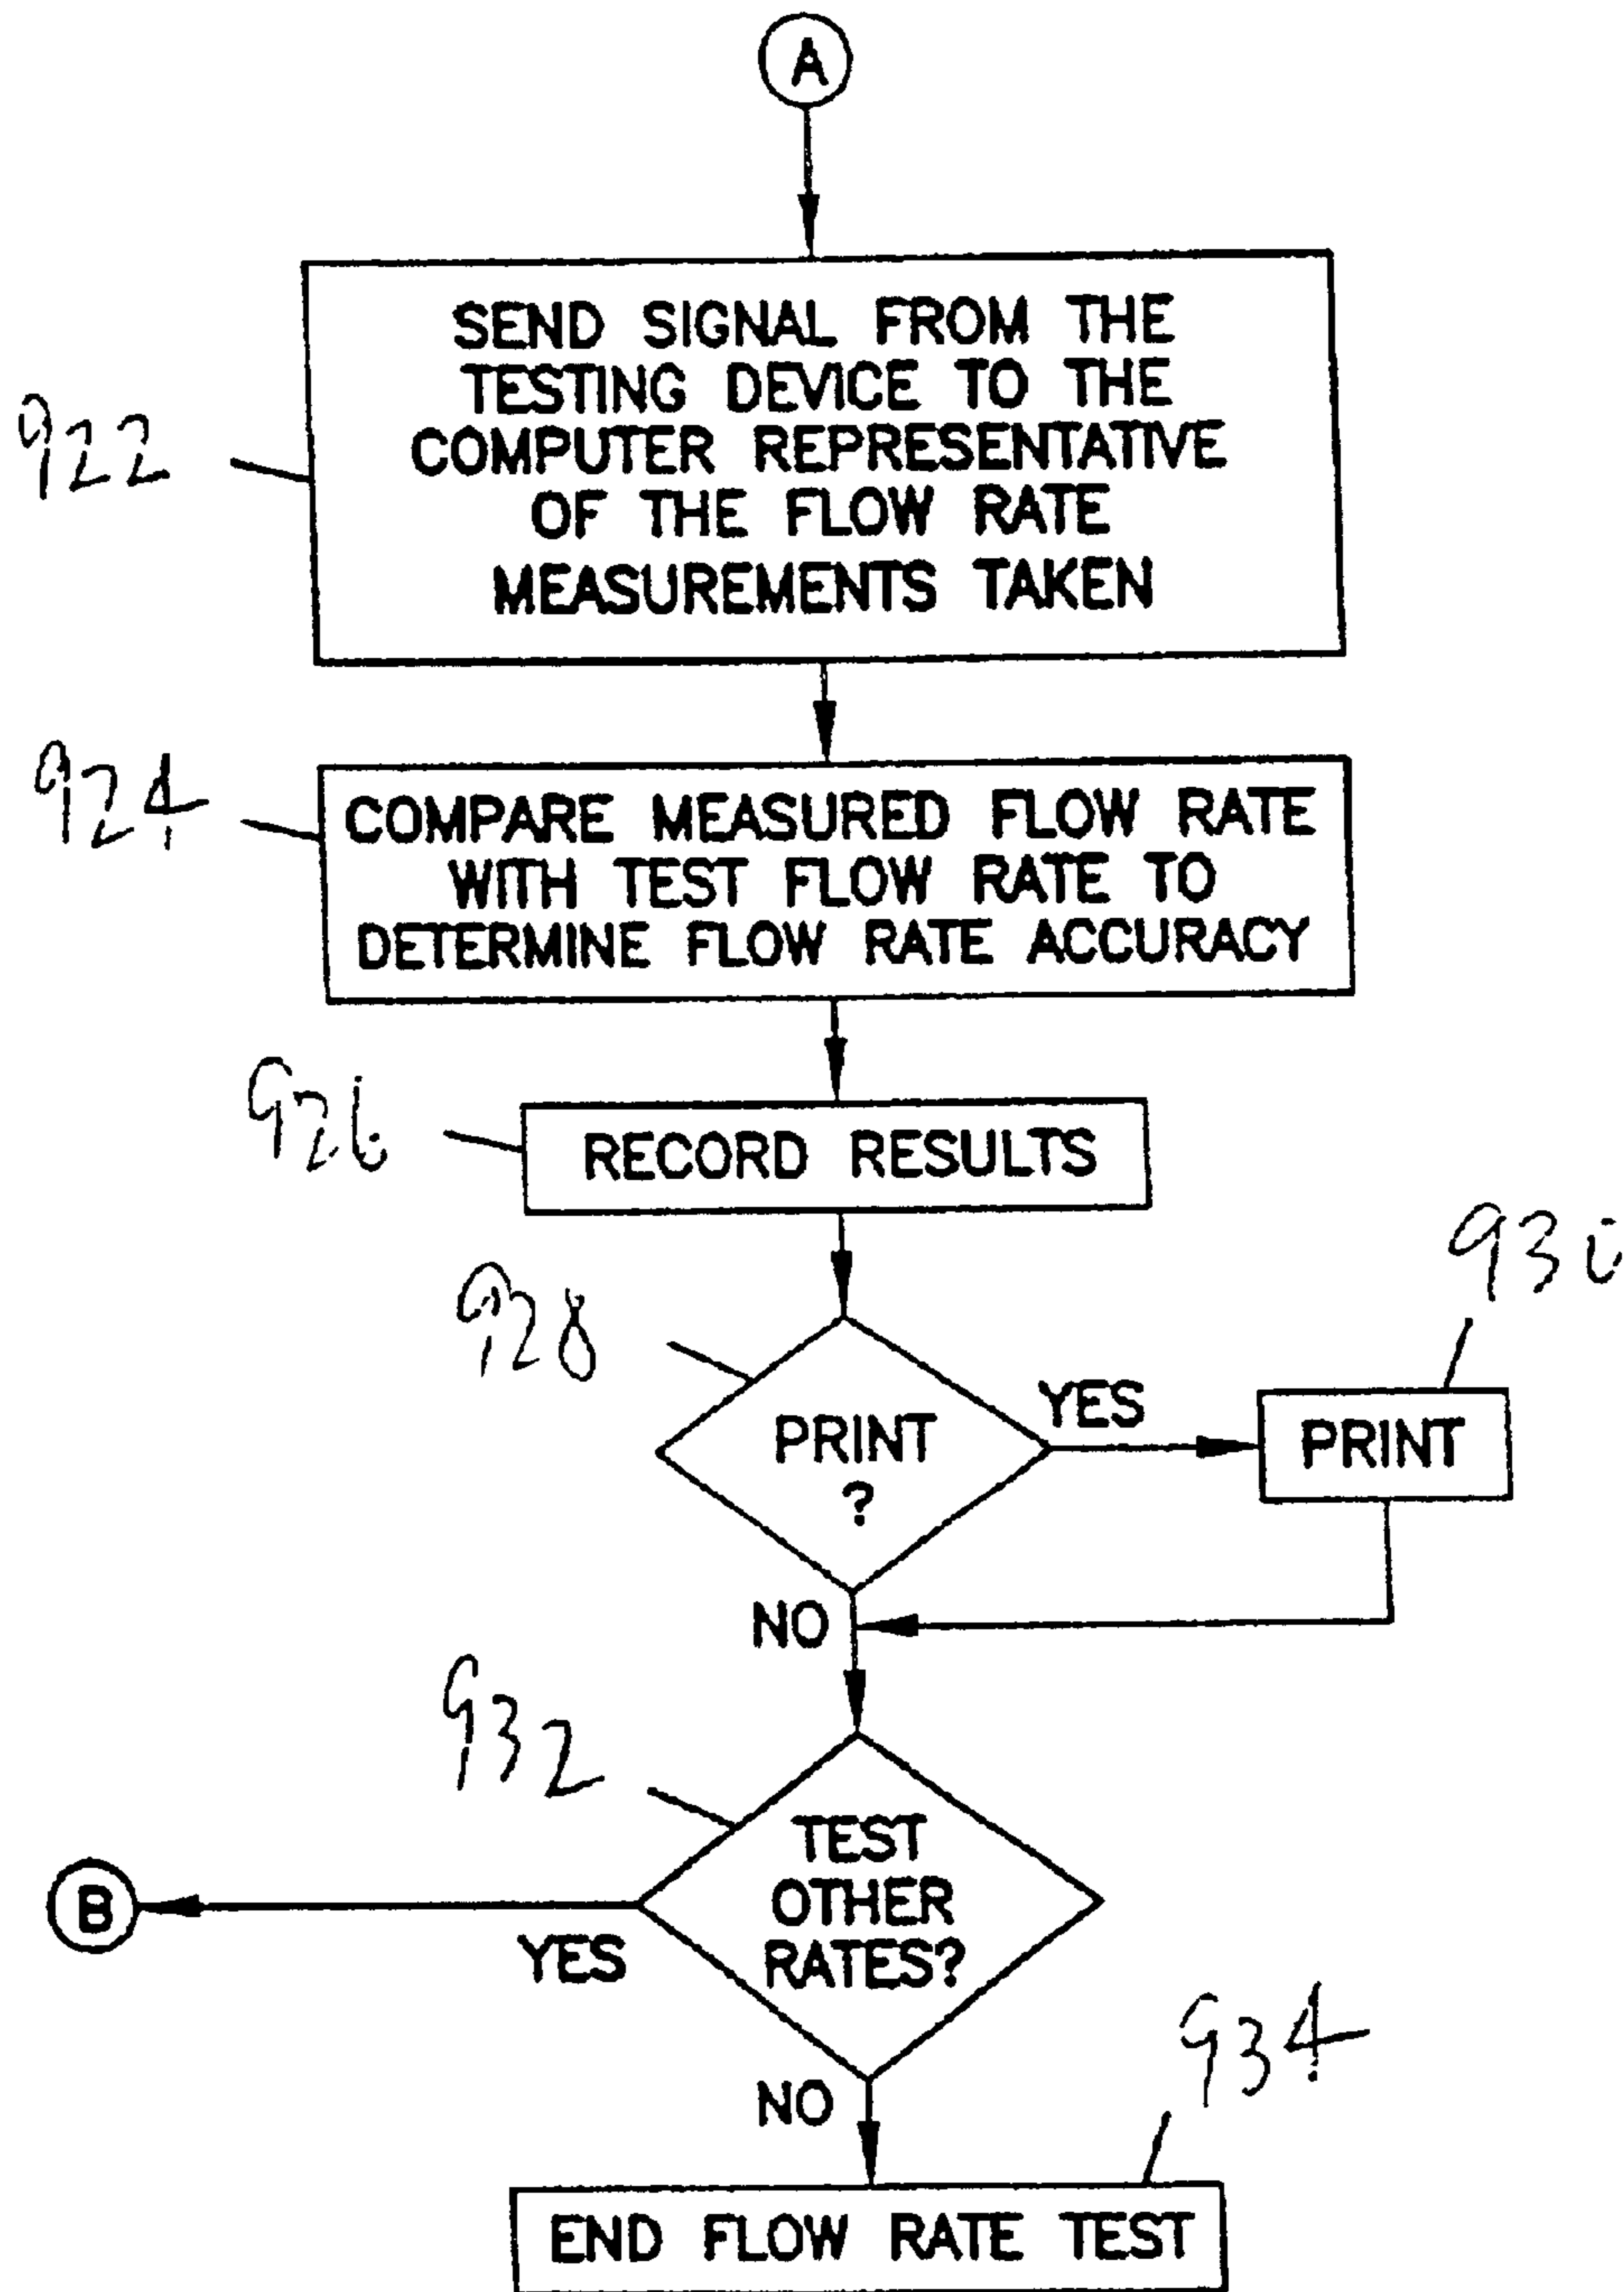 A
SEND SIGNAL FROM THE
TESTING DEVICE TO THE
COMPUTER REPRESENTATIVE
OF THE FLOW RATE
MEASUREMENTS TAKEN
922
COMPARE MEASURED FLOW RATE
WITH TEST FLOW RATE TO
DETERMINE FLOW RATE ACCURACY
924
RECORD RESULTS
926
928
PRINT
?
YES
930
PRINT
NO
932
TEST
OTHER
RATES?
B
YES
934
NO
END FLOW RATE TEST